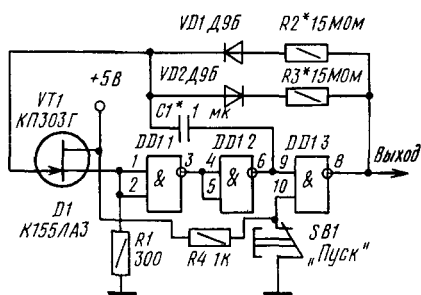 VD1 Д9Б R2* 15 МОм
+5В VD2 Д9Б R3* 15 МОм
VT1
КП303Г
C1* 1 мк
DD1 1 DD1 2 DD1 3
1 & 3 4 & 6 9 & 8 Выход
2 5 10
D1
К155ЛА3
R1
300
R4 1К
SB1
„Пуск"